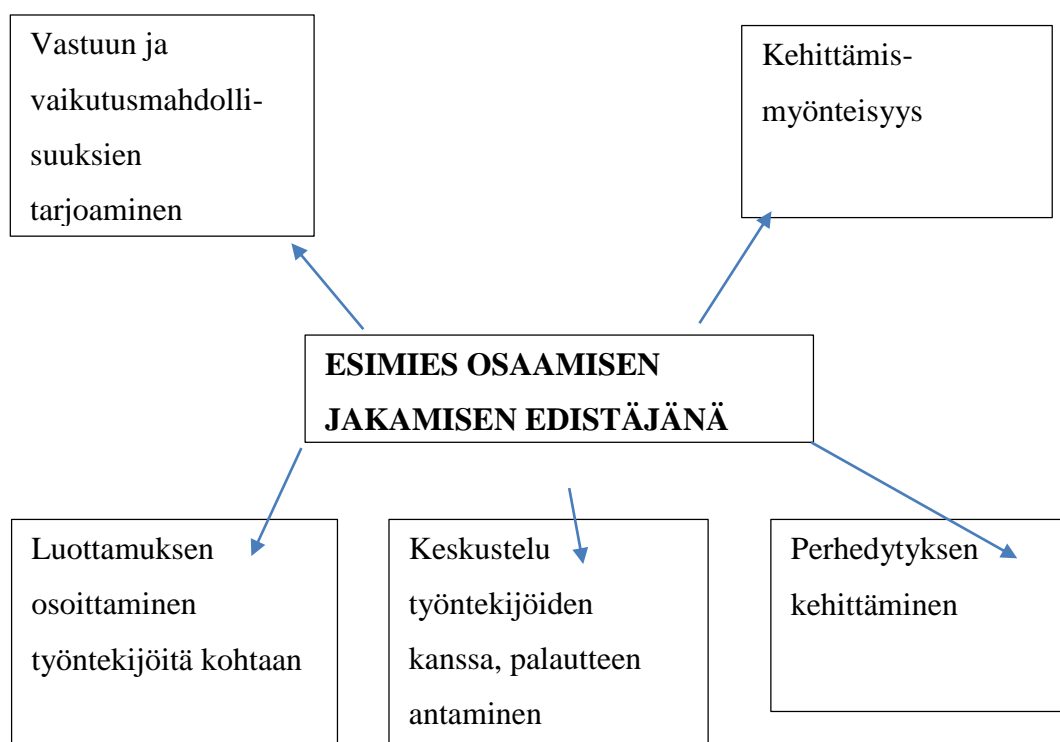 Vastuun ja
vaikutusmahdolli-
suuksien
tarjoaminen
Kehittämis-
myönteisyys
ESIMIES OSAAMISEN
JAKAMISEN EDISTÄJÄNÄ
Luottamuksen
osoittaminen
työntekijöitä kohtaan
Keskustelu
työntekijöiden
kanssa, palautteen
antaminen
Perhedytyksen
kehittäminen